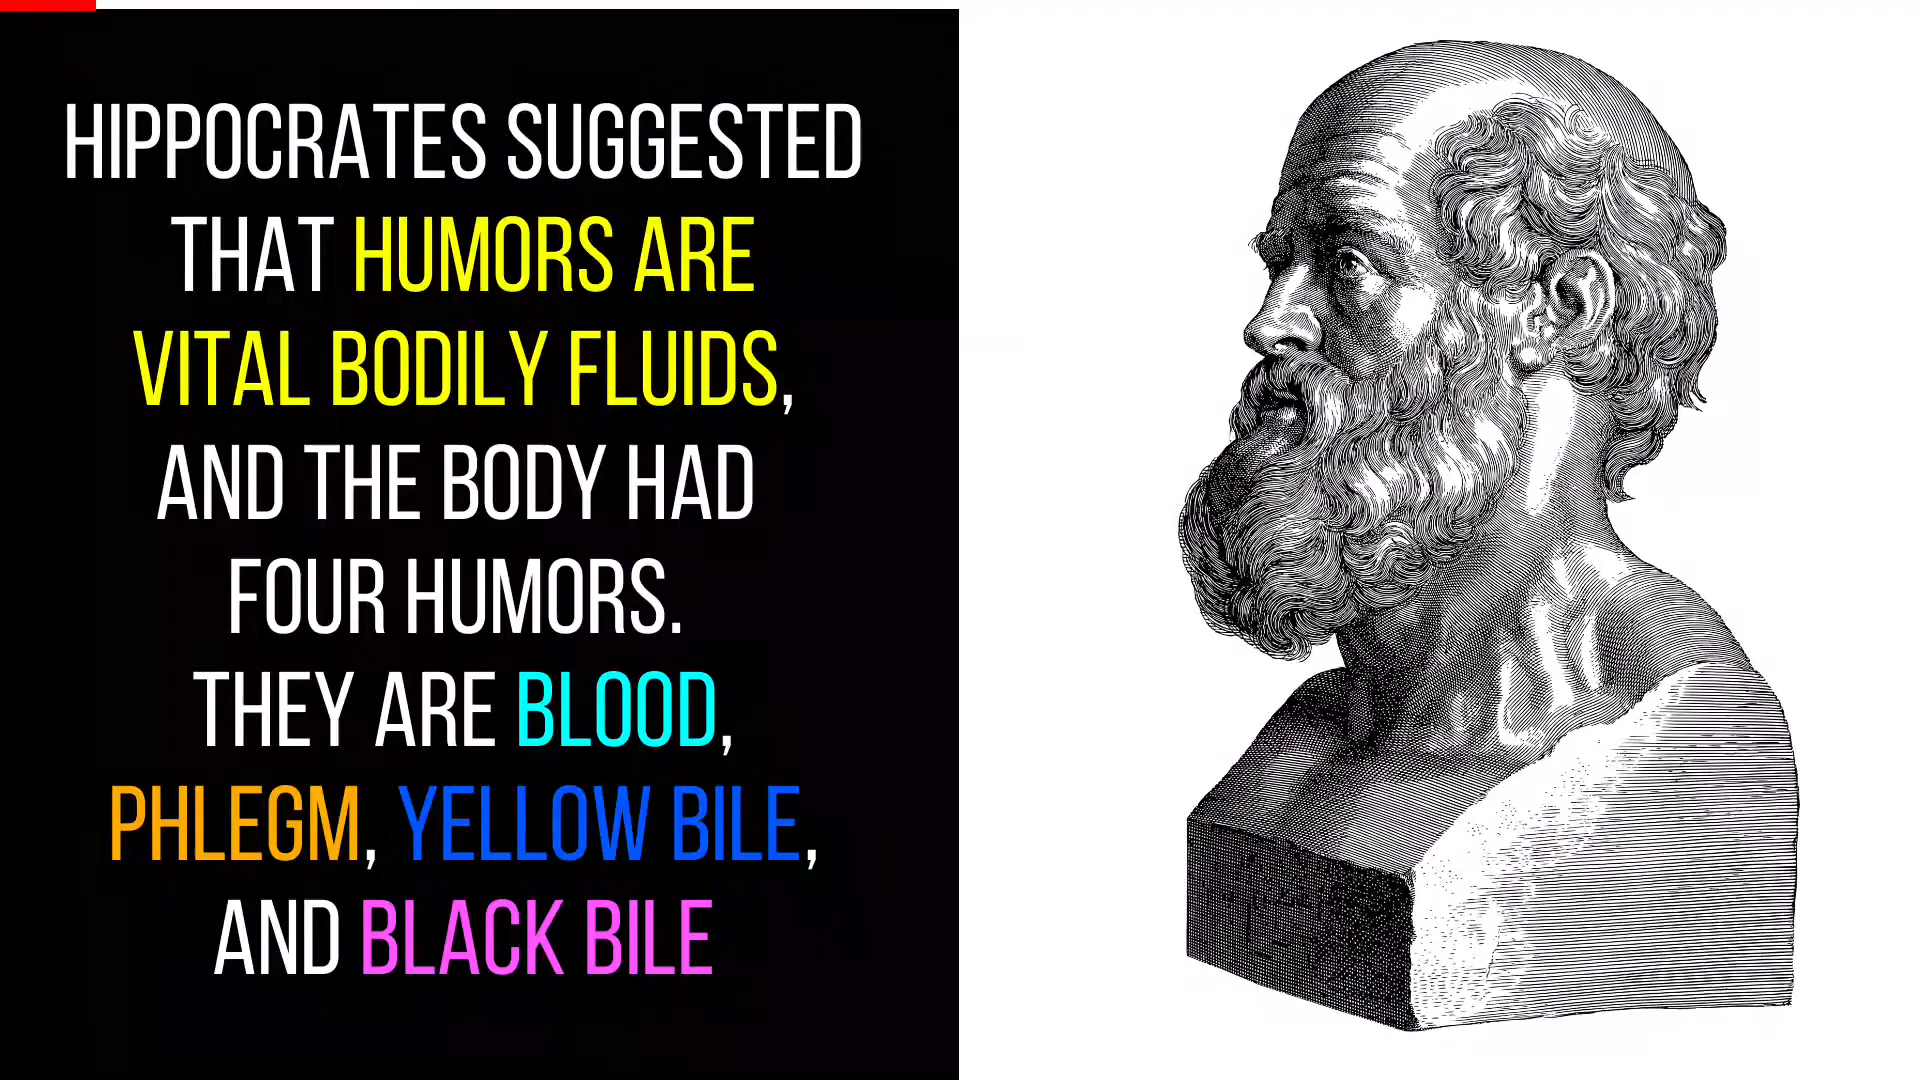 HIPPOCRATES SUGGESTED
THAT HUMORS ARE
VITAL BODILY FLUIDS,
AND THE BODY HAD
FOUR HUMORS.
THEY ARE BLOOD,
PHLEGM, YELLOW BILE,
AND BLACK BILE